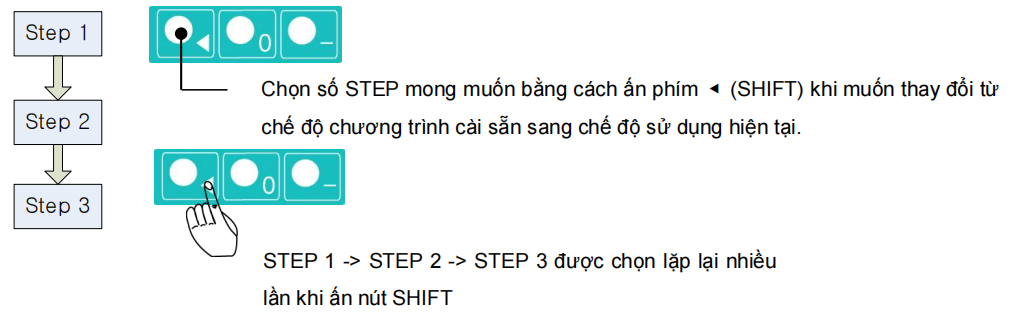 Step 1
Step 2
Step 3
◄ 0 –
Chọn số STEP mong muốn bằng cách ấn phím ◄ (SHIFT) khi muốn thay đổi từ
chế độ chương trình cài sẵn sang chế độ sử dụng hiện tại.
◄ 0 –
STEP 1 -> STEP 2 -> STEP 3 được chọn lặp lại nhiều
lần khi ấn nút SHIFT